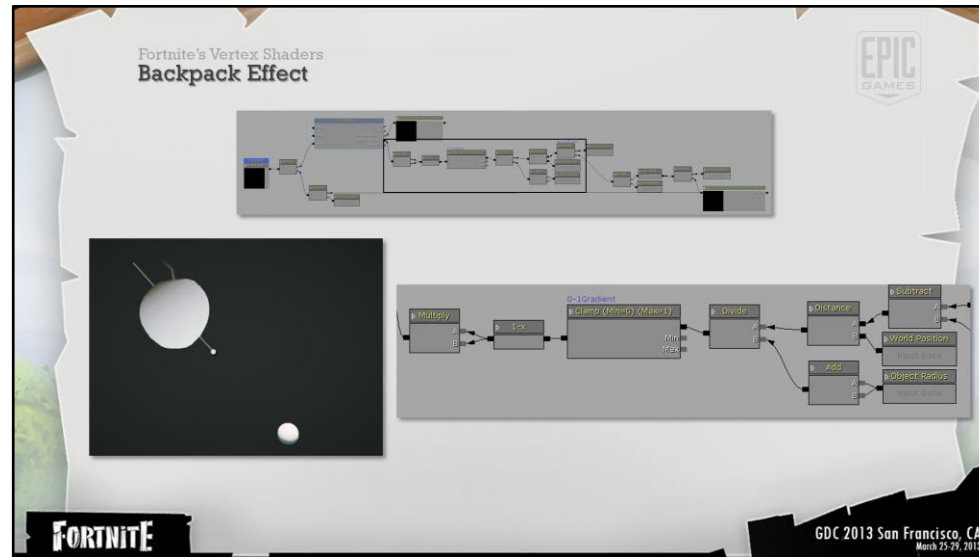 Fortnite's Vertex Shaders
Backpack Effect
EPIC
GAMES
0-1Gradient
Subtract
A
B
Multiply
A
B
1-x
Clamp (Min=0) (Max=1)
Min
Max
Divide
A
B
Distance
A
B
World Position
Input Data
Add
A
B
Object Radius
Input Data
FORTNITE
GDC 2013 San Francisco, CA
March 25-29, 2013